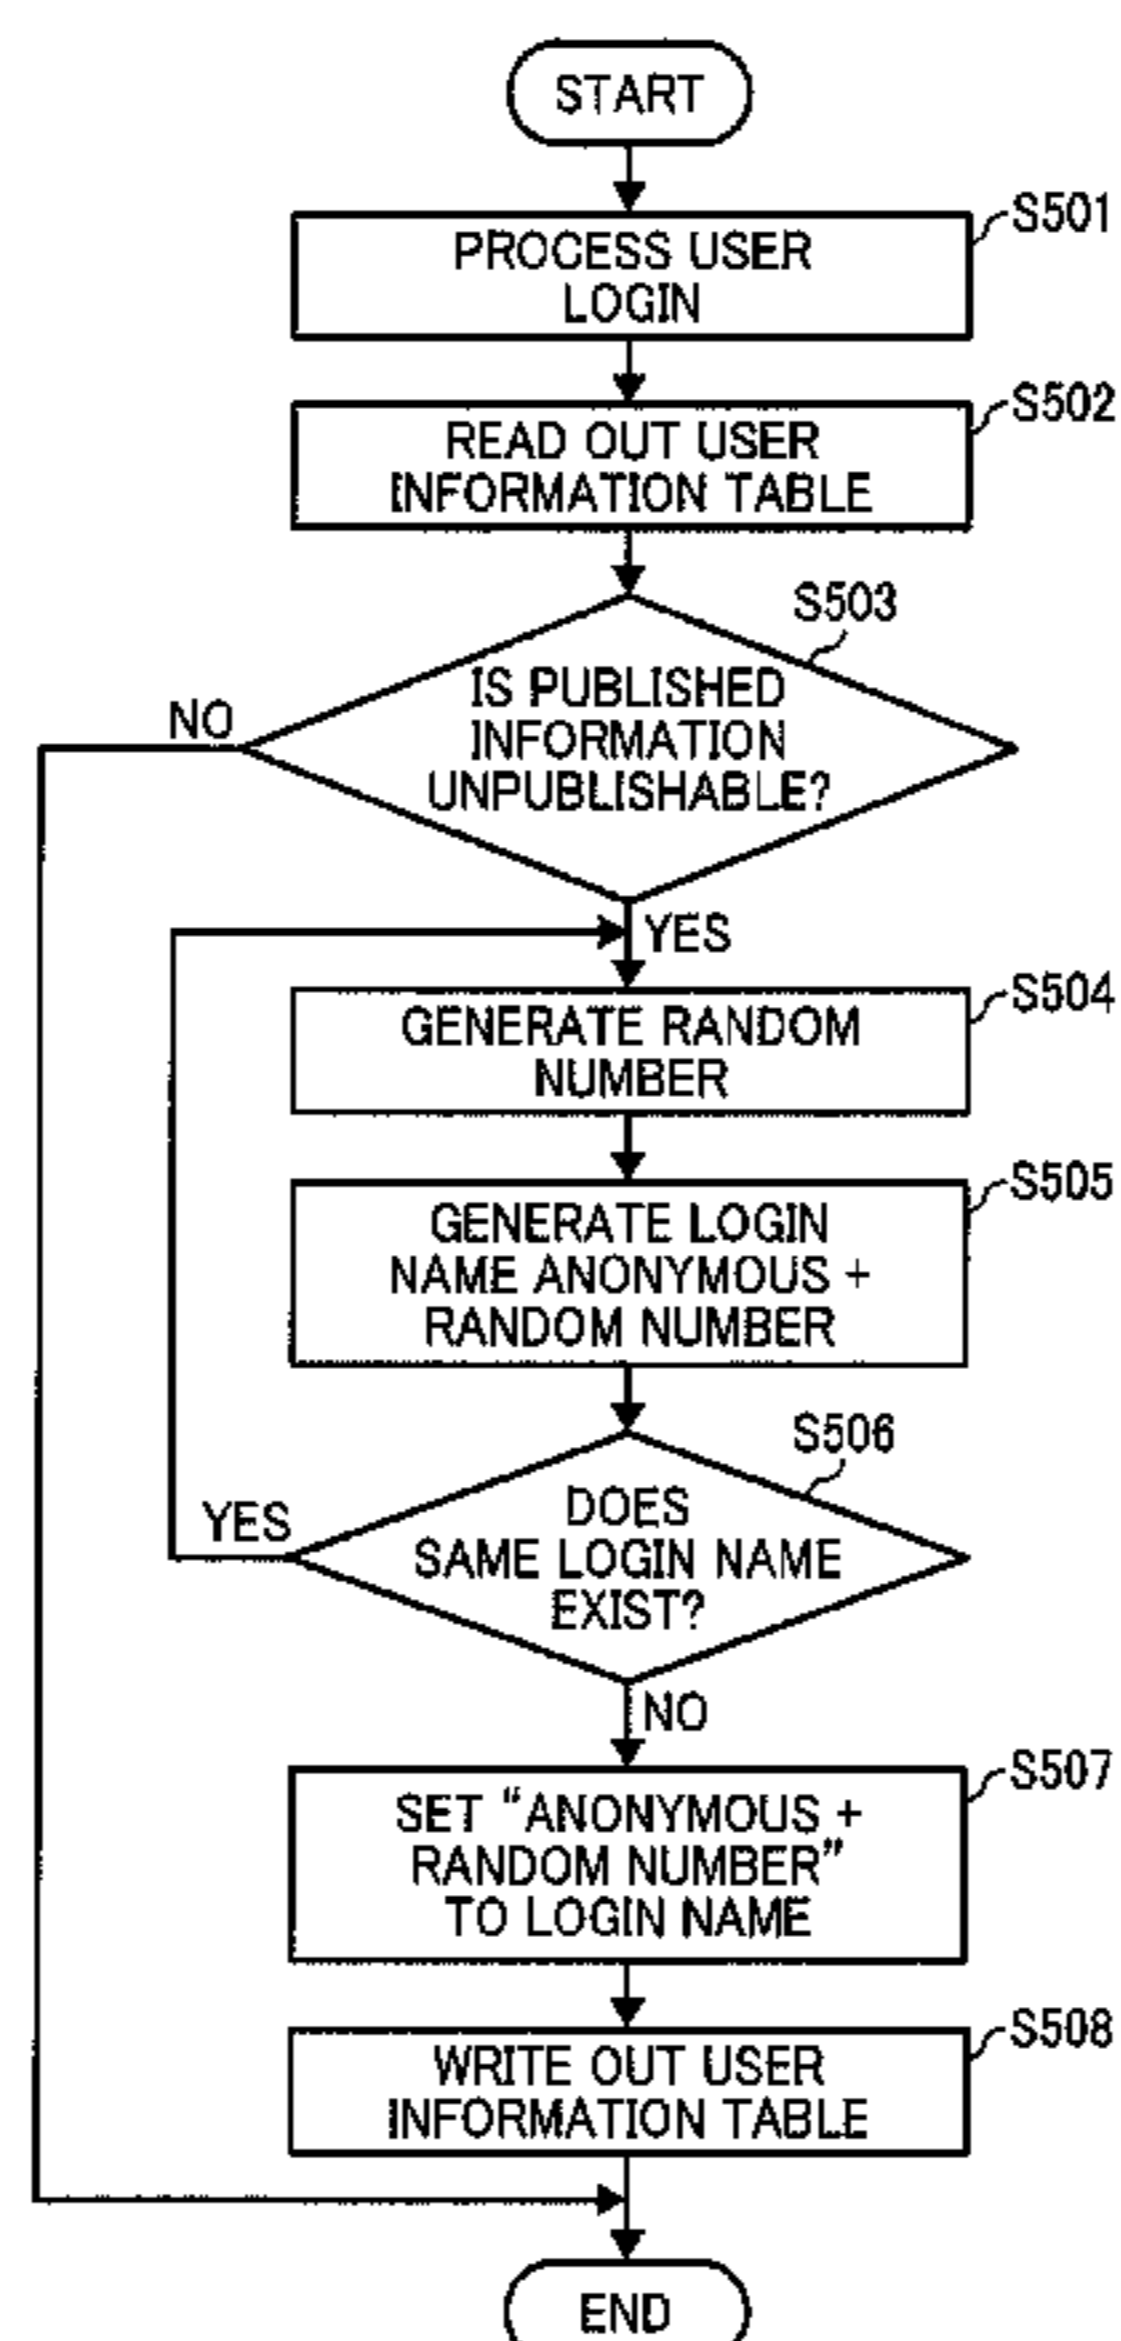 START
S501
PROCESS USER
LOGIN
S502
READ OUT USER
INFORMATION TABLE
S503
IS PUBLISHED
INFORMATION
UNPUBLISHABLE?
NO
YES
S504
GENERATE RANDOM
NUMBER
S505
GENERATE LOGIN
NAME ANONYMOUS +
RANDOM NUMBER
S506
DOES
SAME LOGIN NAME
EXIST?
YES
NO
S507
SET “ANONYMOUS +
RANDOM NUMBER”
TO LOGIN NAME
S508
WRITE OUT USER
INFORMATION TABLE
END